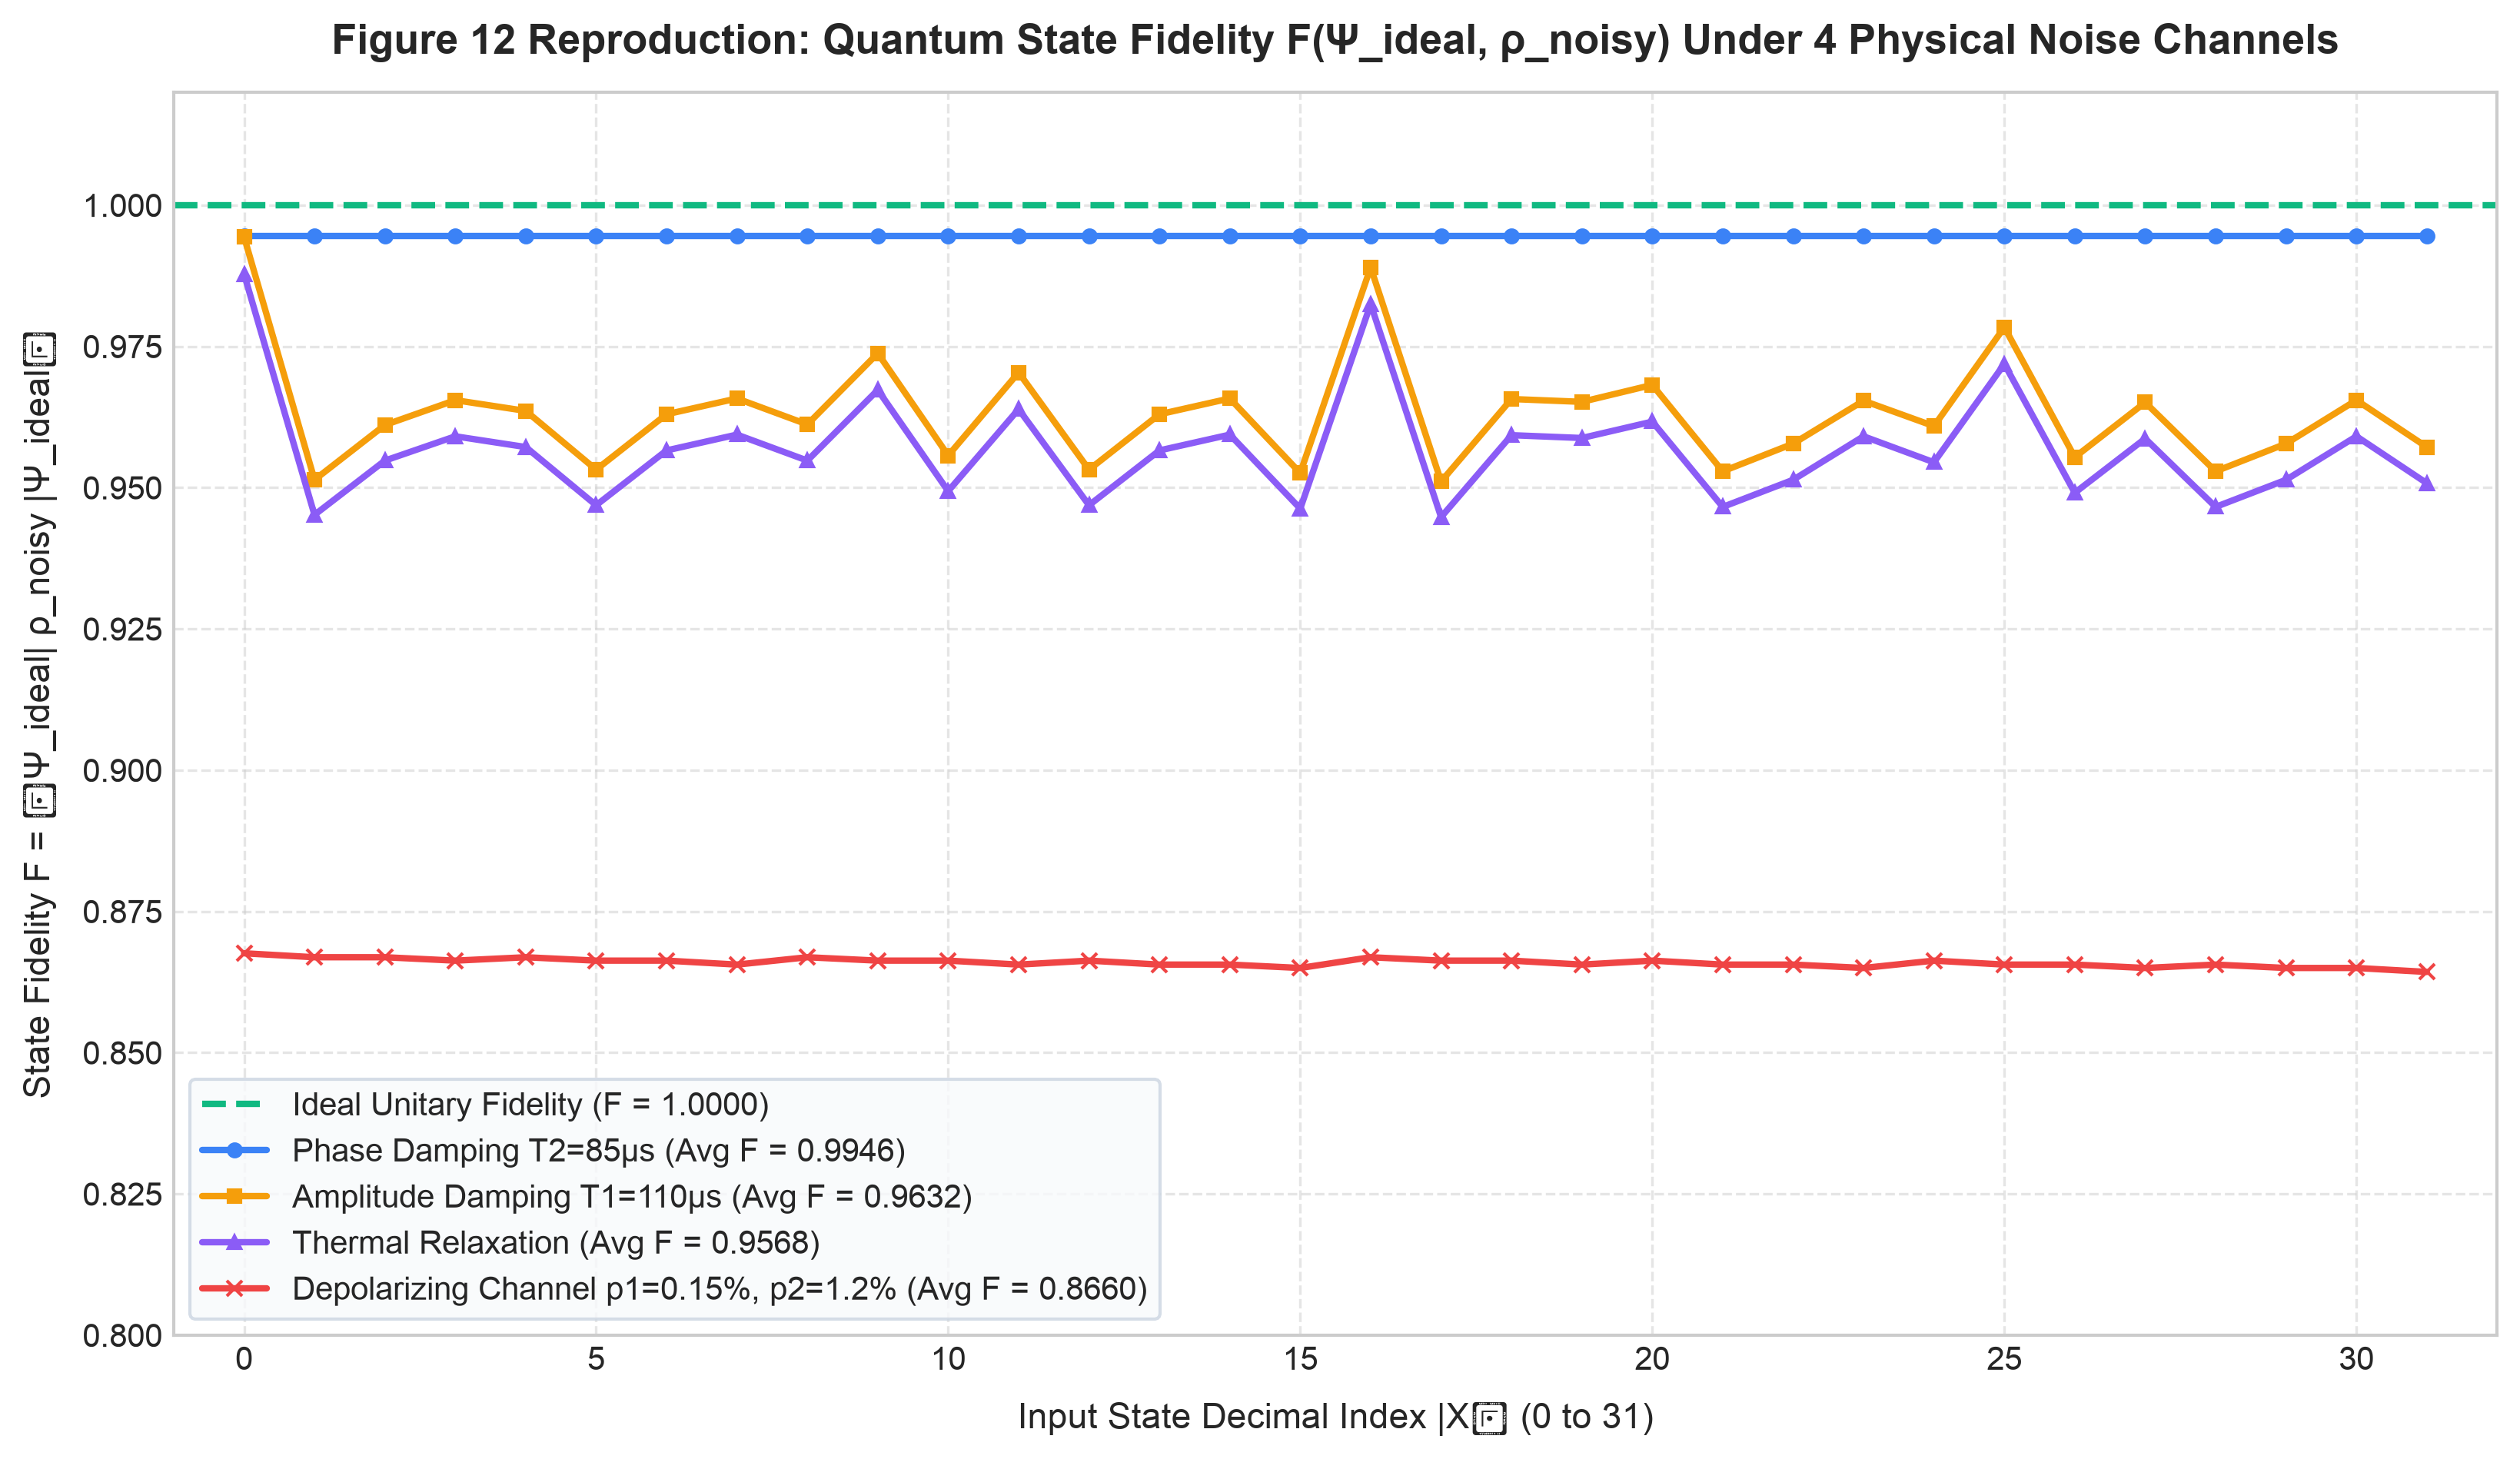 Figure 12 Reproduction: Quantum State Fidelity F(Ψ_ideal, ρ_noisy) Under 4 Physical Noise Channels
State Fidelity F = Ψ_ideal| ρ_noisy |Ψ_ideal
1.000
0.975
0.950
0.925
0.900
0.875
0.850
0.825
0.800
Ideal Unitary Fidelity (F = 1.0000)
Phase Damping T2=85µs (Avg F = 0.9946)
Amplitude Damping T1=110µs (Avg F = 0.9632)
Thermal Relaxation (Avg F = 0.9568)
Depolarizing Channel p1=0.15%, p2=1.2% (Avg F = 0.8660)
0 5 10 15 20 25 30
Input State Decimal Index |X (0 to 31)